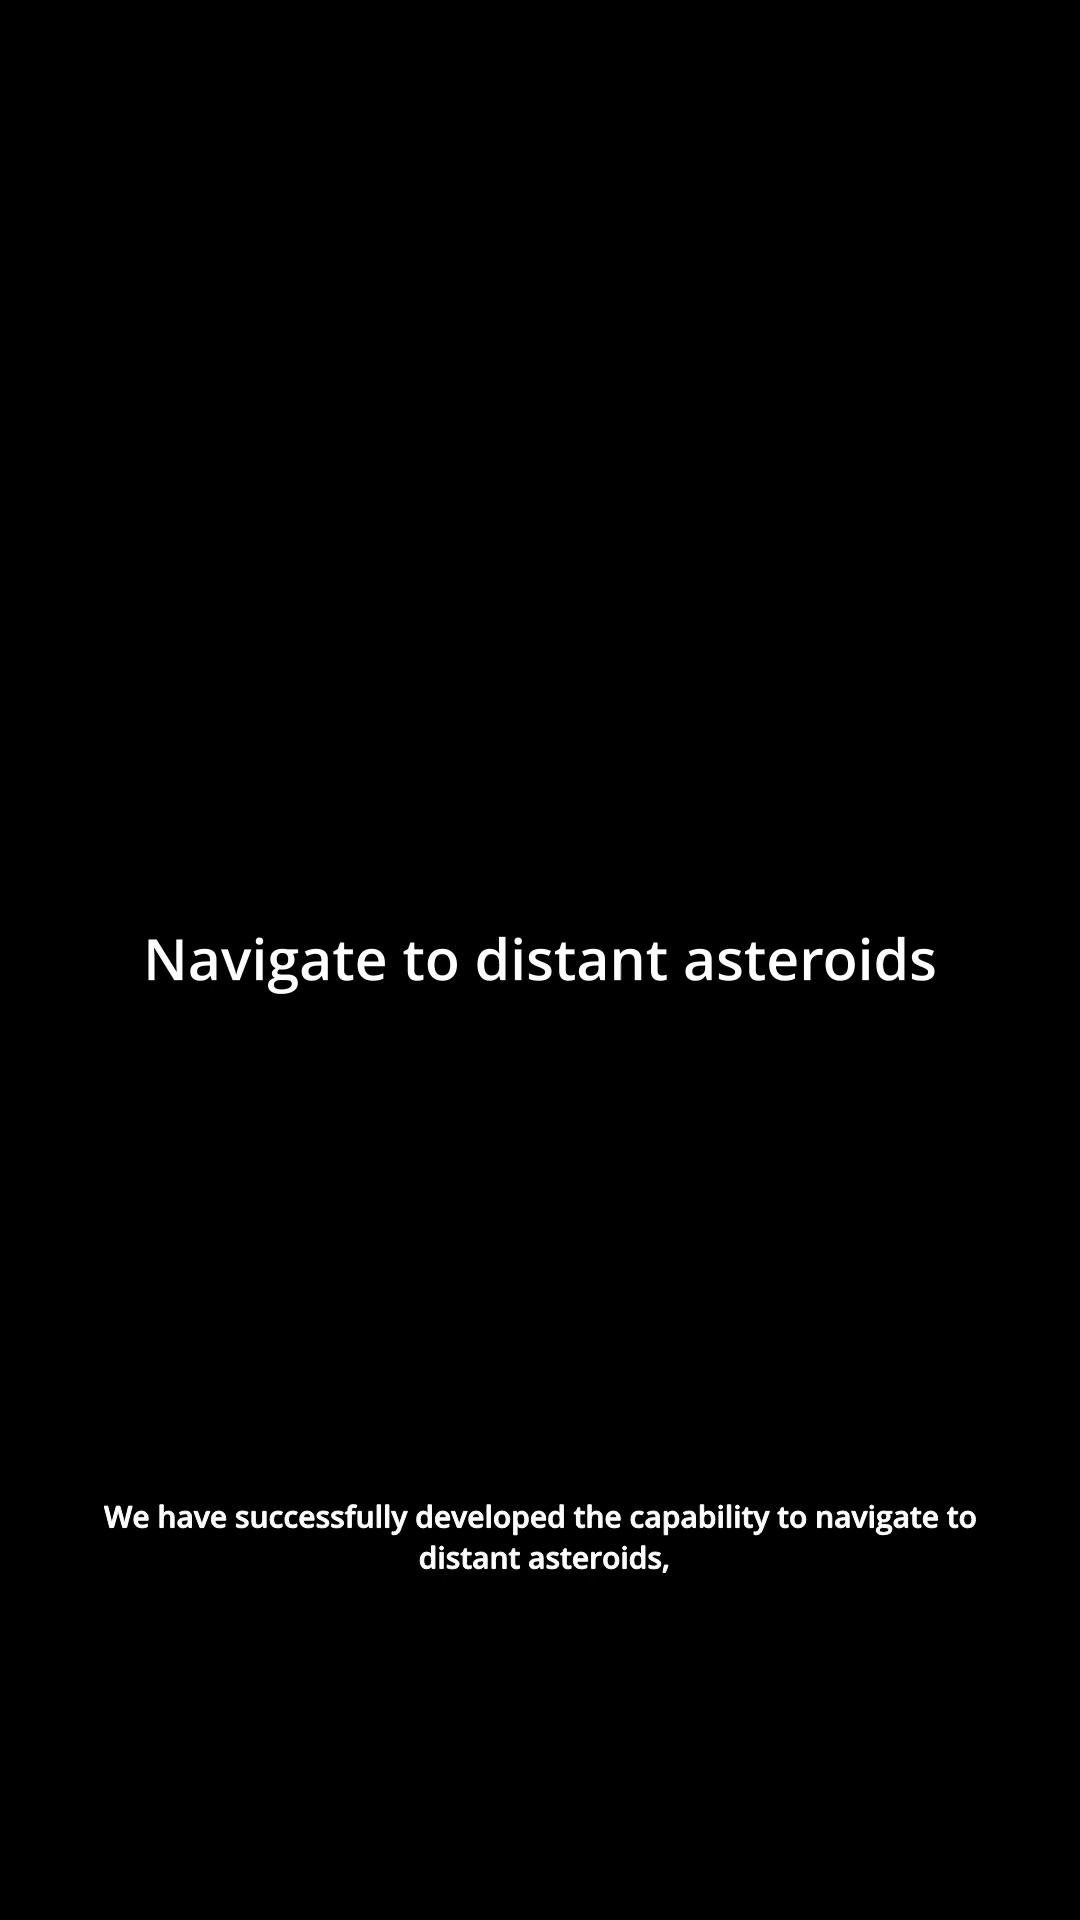 Navigate to distant asteroids
We have successfully developed the capability to navigate to
distant asteroids,